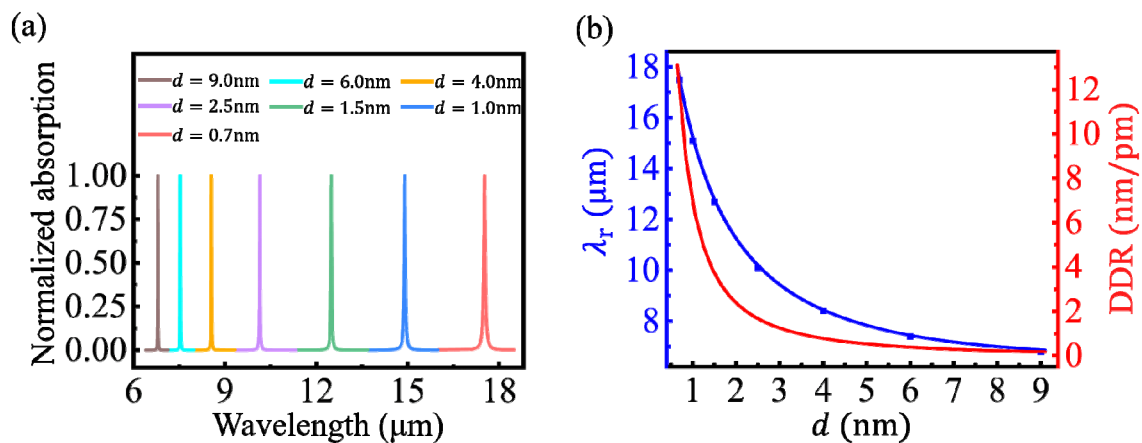 (a)
d = 9.0nm d = 6.0nm d = 4.0nm
d = 2.5nm d = 1.5nm d = 1.0nm
d = 0.7nm
Normalized absorption
1.00
0.75
0.50
0.25
0.00
6 9 12 15 18
Wavelength (μm)
(b)
λr (μm)
18
16
14
12
10
8
12
10
8
6
4
2
0
DDR (nm/pm)
1 2 3 4 5 6 7 8 9
d (nm)